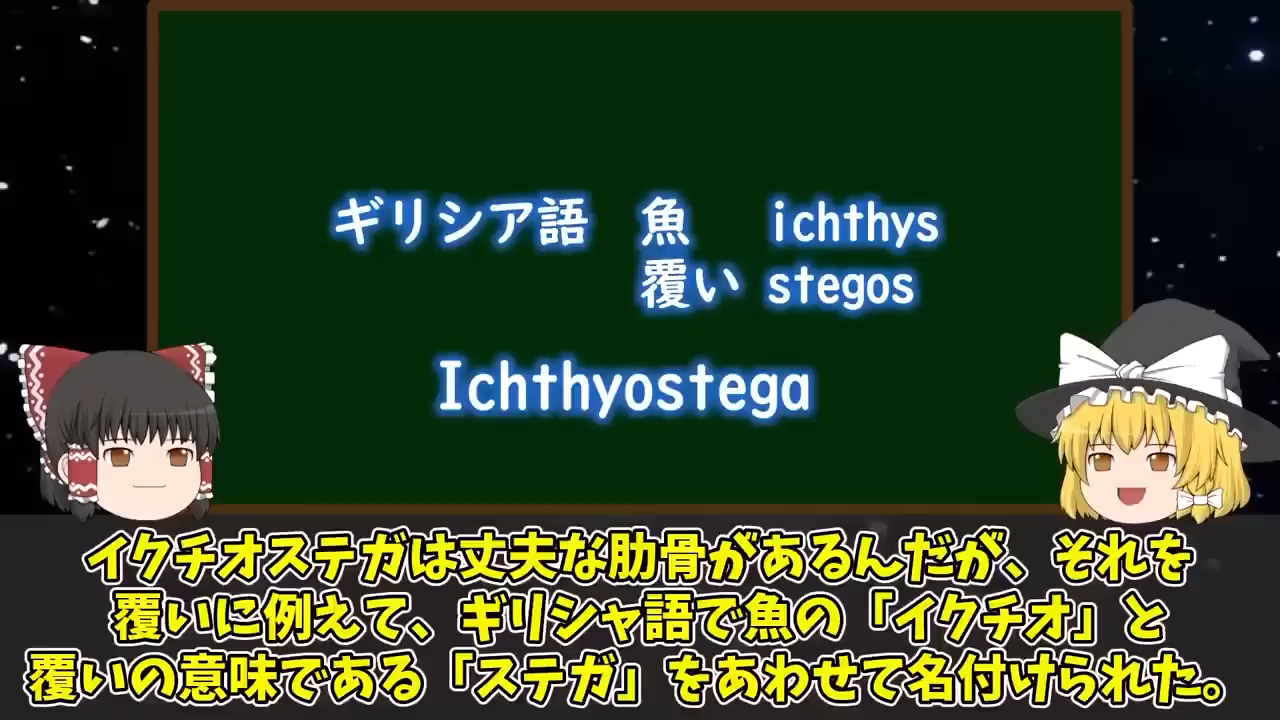 ギリシア語 魚 ichthys
覆い stegos
Ichthyostega
イクチオステガは丈夫な肋骨があるんだが、それを
覆いに例えて、ギリシャ語で魚の「イクチオ」と
覆いの意味である「ステガ」をあわせて名付けられた。